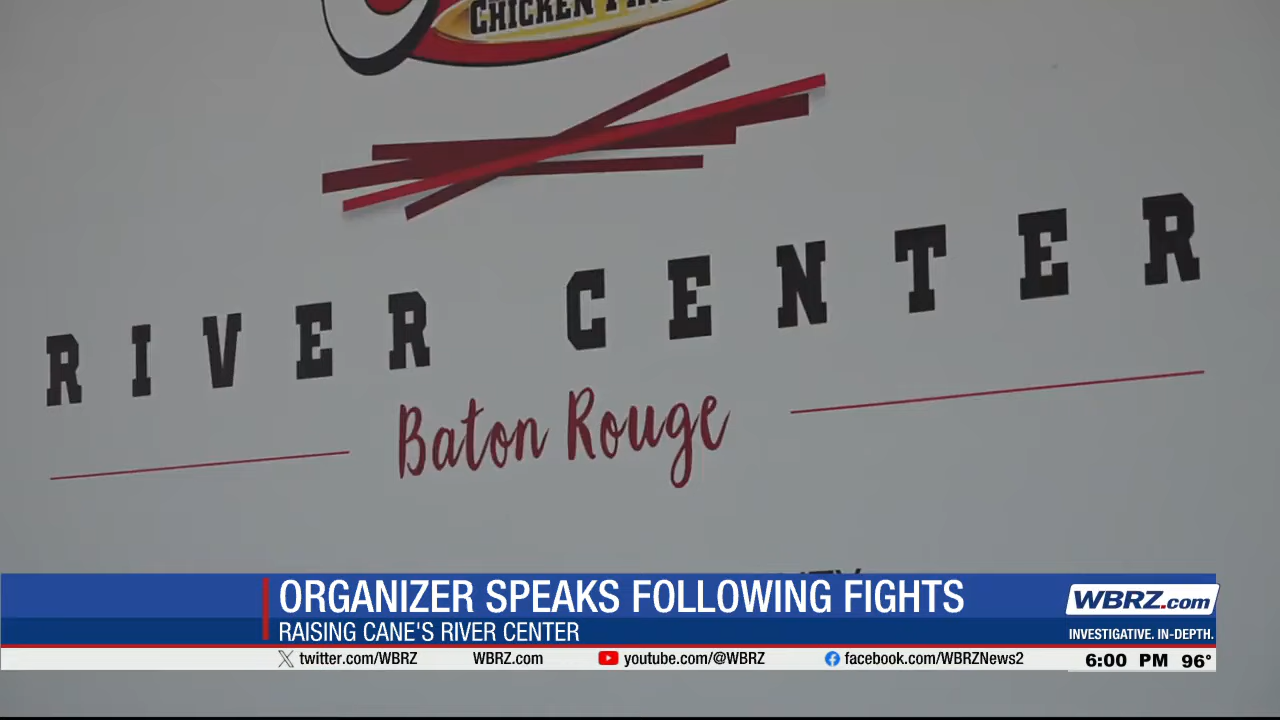 CHICKEN
RIVER CENTER
Baton Rouge
ORGANIZER SPEAKS FOLLOWING FIGHTS
RAISING CANE'S RIVER CENTER
WBRZ.com
INVESTIGATIVE. IN-DEPTH.
twitter.com/WBRZ WBRZ.com youtube.com/@WBRZ facebook.com/WBRZNews2 6:00 PM 96°